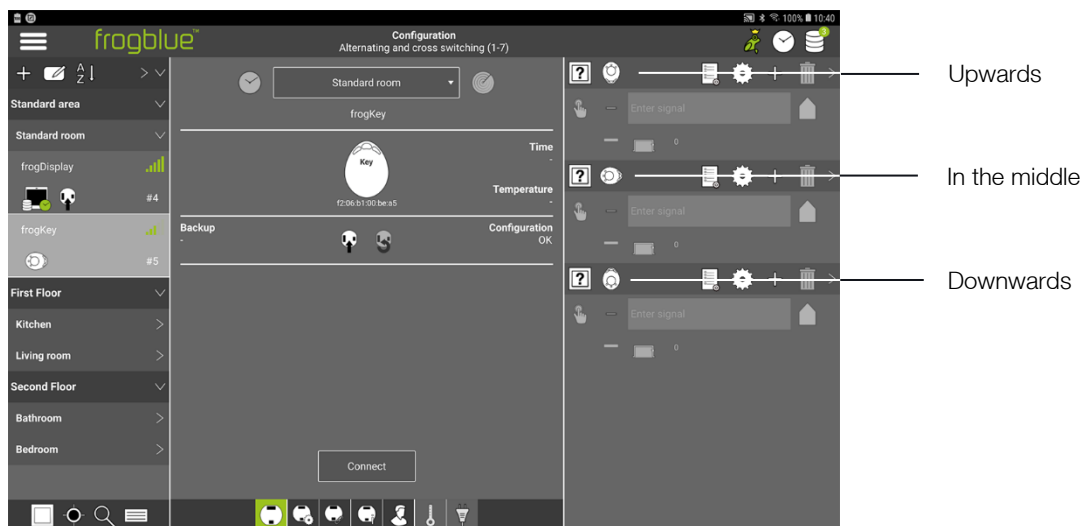 100% 10:40
frogblue™
Configuration
Alternating and cross switching (1-7)
3
A
Z
Standard area
Standard room
frogDisplay
#4
frogKey
#5
First Floor
Kitchen
Living room
Second Floor
Bathroom
Bedroom
Standard room
frogKey
Key
f2:06:b1:00:be:a5
Time
-
Temperature
-
Backup
-
Configuration
OK
Connect
?
Enter signal
0
?
Enter signal
0
?
Enter signal
0
Upwards
In the middle
Downwards